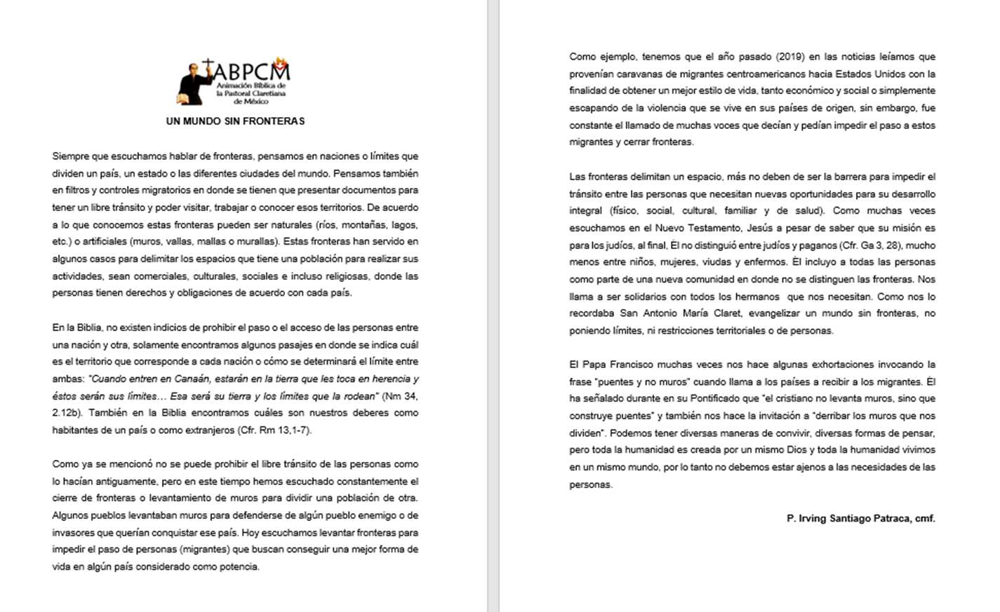 ABPCM
Animación Bíblica de
la Pastoral Claretiana
de México
UN MUNDO SIN FRONTERAS
Siempre que escuchamos hablar de fronteras, pensamos en naciones o límites que
dividen un país, un estado o las diferentes ciudades del mundo. Pensamos también
en filtros y controles migratorios en donde se tienen que presentar documentos para
tener un libre tránsito y poder visitar, trabajar o conocer esos territorios. De acuerdo
a lo que conocemos estas fronteras pueden ser naturales (ríos, montañas, lagos,
etc.) o artificiales (muros, vallas, mallas o murallas). Estas fronteras han servido en
algunos casos para delimitar los espacios que tiene una población para realizar sus
actividades, sean comerciales, culturales, sociales e incluso religiosas, donde las
personas tienen derechos y obligaciones de acuerdo con cada país.
En la Biblia, no existen indicios de prohibir el paso o el acceso de las personas entre
una nación y otra, solamente encontramos algunos pasajes en donde se indica cuál
es el territorio que corresponde a cada nación o cómo se determinará el límite entre
ambas: “Cuando entren en Canaán, estarán en la tierra que les toca en herencia y
éstos serán sus límites… Esa será su tierra y los límites que la rodean” (Nm 34,
2.12b). También en la Biblia encontramos cuáles son nuestros deberes como
habitantes de un país o como extranjeros (Cfr. Rm 13,1-7).
Como ya se mencionó no se puede prohibir el libre tránsito de las personas como
lo hacían antiguamente, pero en este tiempo hemos escuchado constantemente el
cierre de fronteras o levantamiento de muros para dividir una población de otra.
Algunos pueblos levantaban muros para defenderse de algún pueblo enemigo o de
invasores que querían conquistar ese país. Hoy escuchamos levantar fronteras para
impedir el paso de personas (migrantes) que buscan conseguir una mejor forma de
vida en algún país considerado como potencia.
Como ejemplo, tenemos que el año pasado (2019) en las noticias leíamos que
provenían caravanas de migrantes centroamericanos hacia Estados Unidos con la
finalidad de obtener un mejor estilo de vida, tanto económico y social o simplemente
escapando de la violencia que se vive en sus países de origen, sin embargo, fue
constante el llamado de muchas voces que decían y pedían impedir el paso a estos
migrantes y cerrar fronteras.
Las fronteras delimitan un espacio, más no deben de ser la barrera para impedir el
tránsito entre las personas que necesitan nuevas oportunidades para su desarrollo
integral (físico, social, cultural, familiar y de salud). Como muchas veces
escuchamos en el Nuevo Testamento, Jesús a pesar de saber que su misión es
para los judíos, al final, Él no distinguió entre judíos y paganos (Cfr. Ga 3, 28), mucho
menos entre niños, mujeres, viudas y enfermos. Él incluyo a todas las personas
como parte de una nueva comunidad en donde no se distinguen las fronteras. Nos
llama a ser solidarios con todos los hermanos que nos necesitan. Como nos lo
recordaba San Antonio María Claret, evangelizar un mundo sin fronteras, no
poniendo límites, ni restricciones territoriales o de personas.
El Papa Francisco muchas veces nos hace algunas exhortaciones invocando la
frase “puentes y no muros” cuando llama a los países a recibir a los migrantes. Él
ha señalado durante en su Pontificado que “el cristiano no levanta muros, sino que
construye puentes” y también nos hace la invitación a “derribar los muros que nos
dividen”. Podemos tener diversas maneras de convivir, diversas formas de pensar,
pero toda la humanidad es creada por un mismo Dios y toda la humanidad vivimos
en un mismo mundo, por lo tanto no debemos estar ajenos a las necesidades de las
personas.
P. Irving Santiago Patraca, cmf.